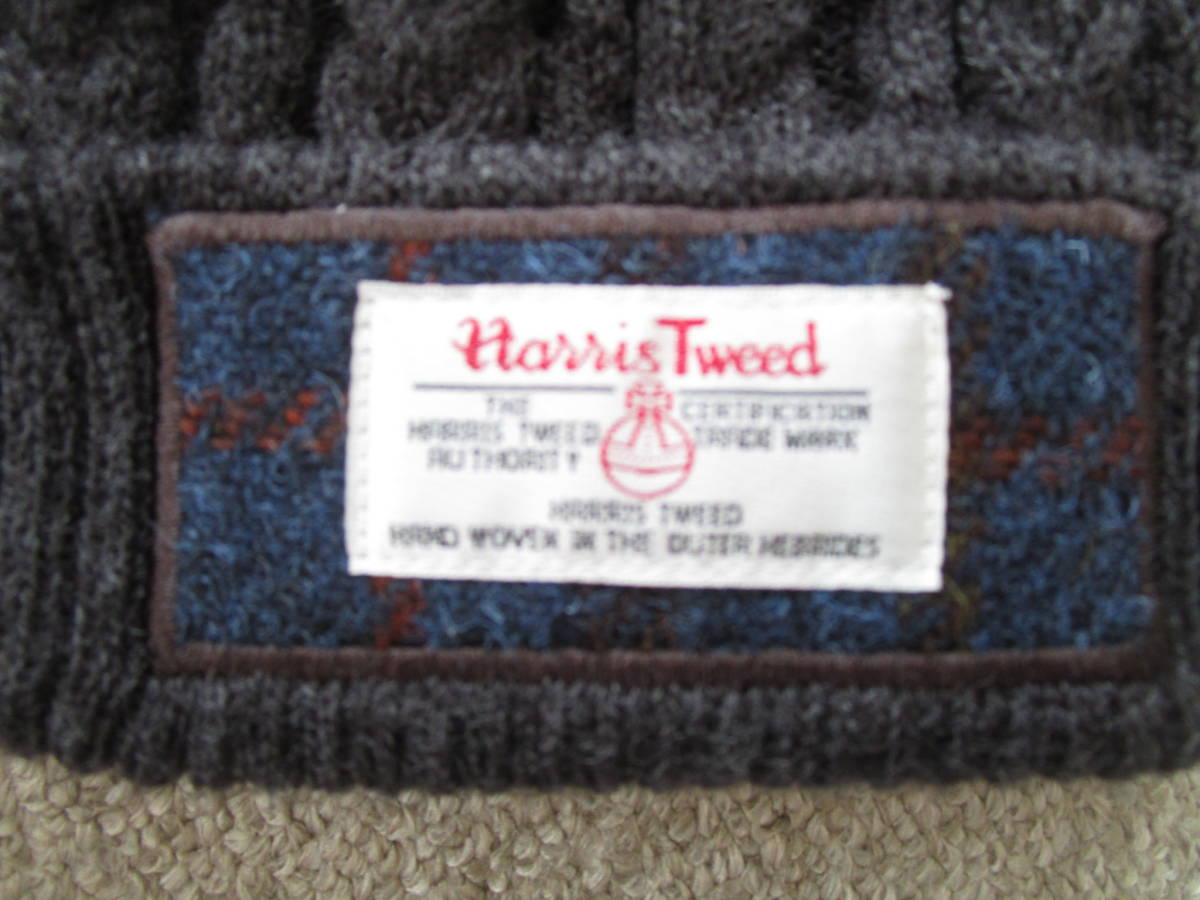 Harris Tweed
THE
HARRIS TWEED
AUTHORITY
CERTIFICATION
TRADE MARK
HARRIS TWEED
HAND WOVEN IN THE OUTER HEBRIDES